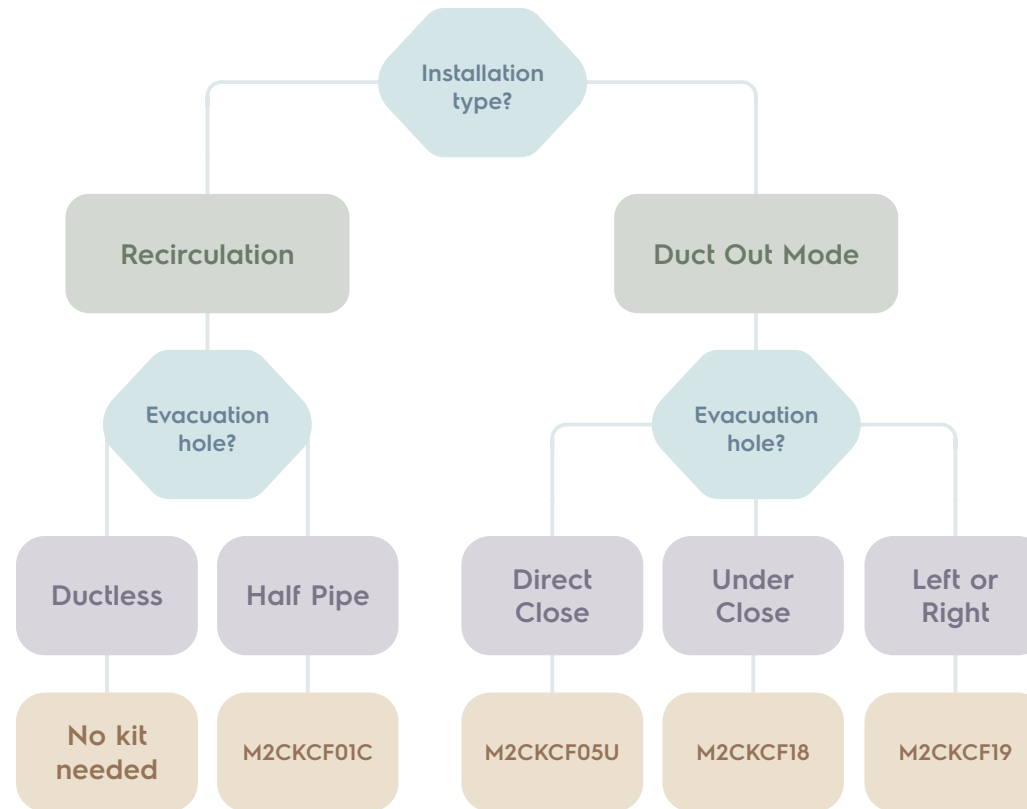 Installation
type?
Recirculation
Duct Out Mode
Evacuation
hole?
Evacuation
hole?
Ductless
Half Pipe
Direct
Close
Under
Close
Left or
Right
No kit
needed
M2CKCF01C
M2CKCF05U
M2CKCF18
M2CKCF19